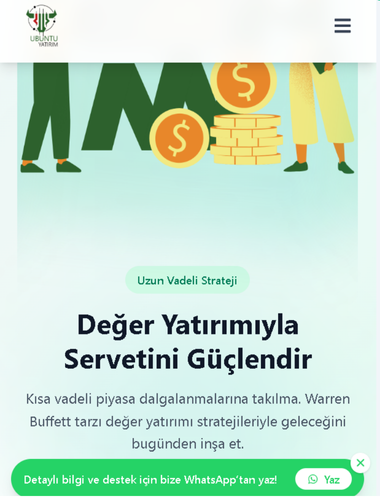 UBUNTU
YATIRIM
Uzun Vadeli Strateji
Değer Yatırımıyla
Servetini Güçlendir
Kısa vadeli piyasa dalgalanmalarına takılma. Warren
Buffett tarzı değer yatırımı stratejileriyle geleceğini
bugünden inşa et.
Detaylı bilgi ve destek için bize WhatsApp'tan yaz!
Yaz